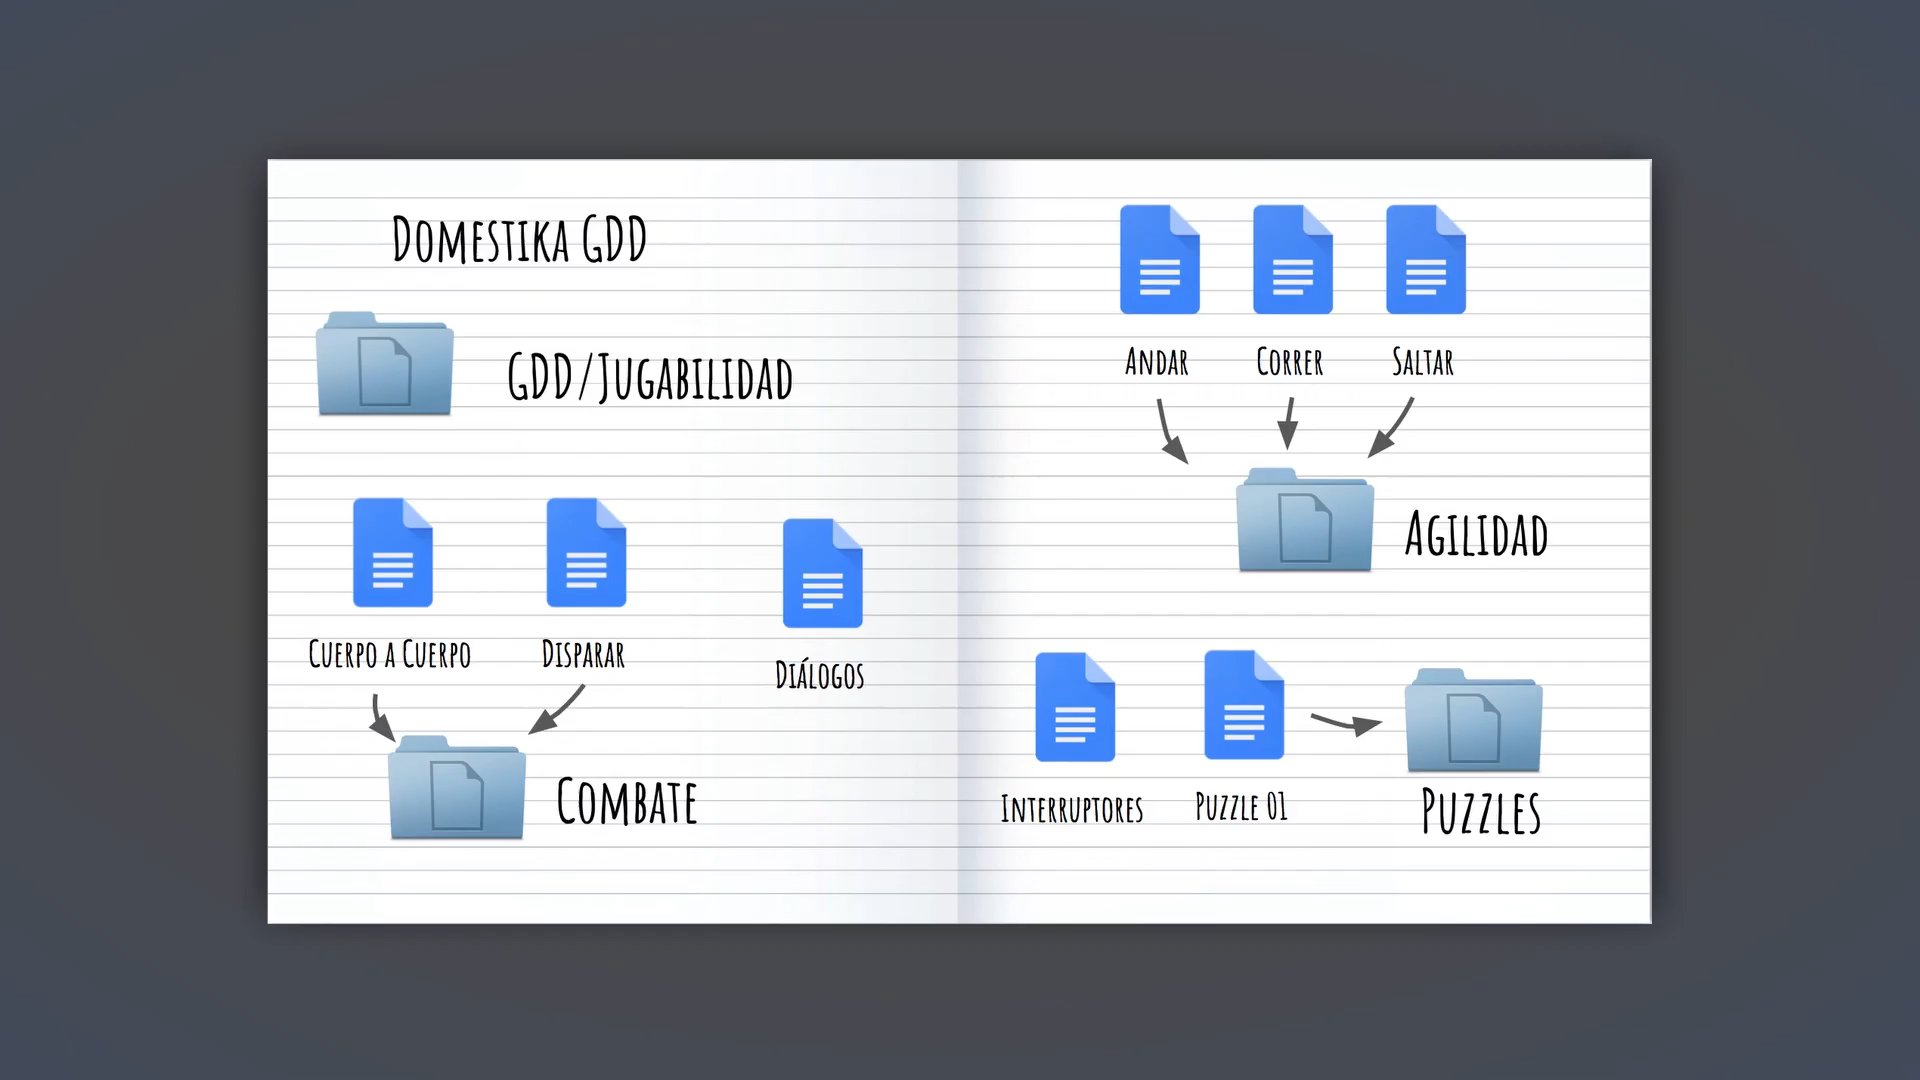 Domestika GDD
GDD/Jugabilidad
Cuerpo a Cuerpo
Disparar
Diálogos
Combate
Andar
Correr
Saltar
Agilidad
Interruptores
Puzzle 01
Puzzles